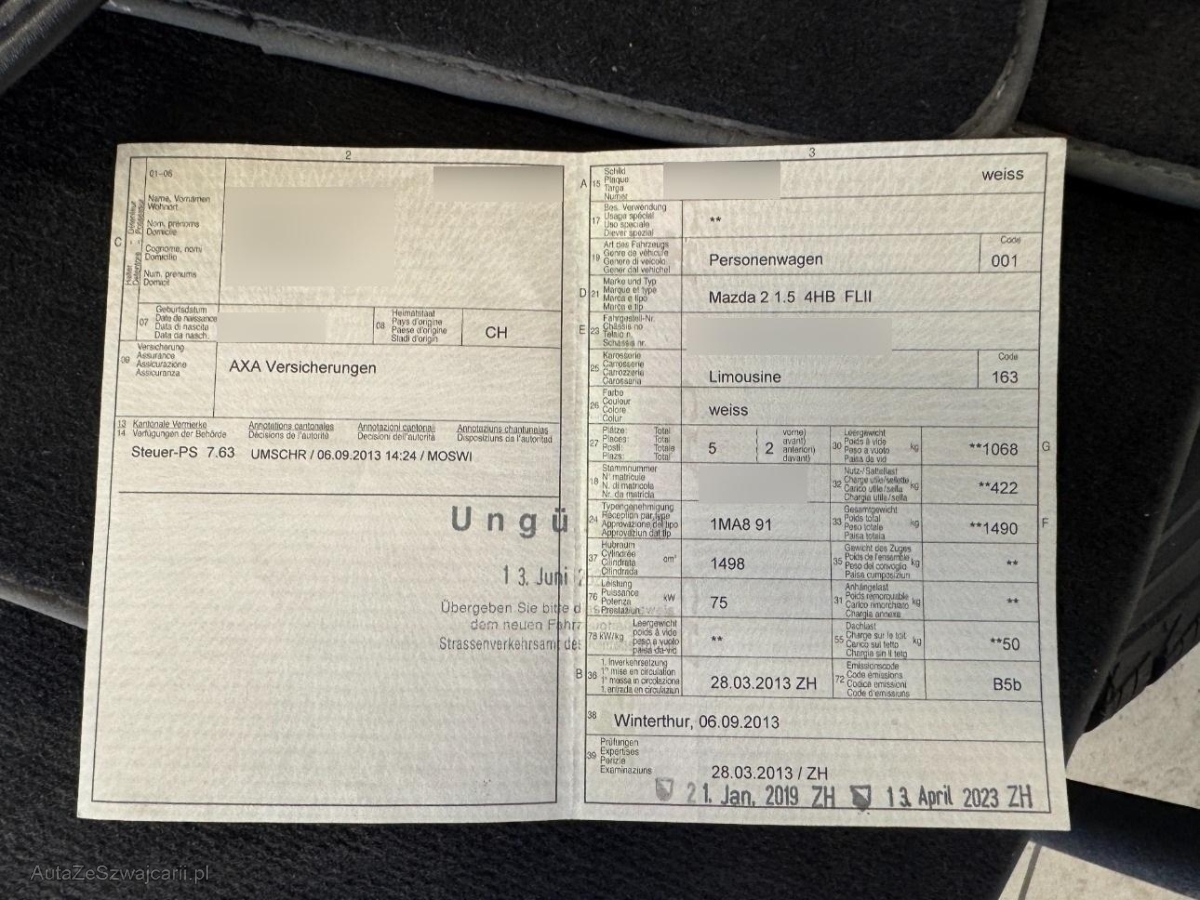 2
01-06
Name, Vornamen
Wohnort
Nom, prénoms
Domicile
Cognome, nomi
Domicilio
Num, prenums
Domicil
C
07
Geburtsdatum
Date de naissance
Data di nascita
Data da nasch.
08
Heimatstaat
Pays d'origine
Paese d'origine
Stadi d'origin
CH
09
Versicherung
Assurance
Assicurazione
Assicuranza
AXA Versicherungen
13 Kantonale Vermerke Annotations cantonales Annotazioni cantonal Annotaziuns chantunalas
14 Verfügungen der Behörde Décisions de l'autorité Decisioni dell'autorità Disposiziuns da l'autoritad
Steuer-PS 7.63 UMSCHR / 06.09.2013 14:24 / MOSWI
Ungü
13. Juni 2
Übergeben Sie bitte
dem neuen
Strassenverkehrsamt des
3
A 15
Schild
Plaque
Targa
Numer
weiss
17
Bes. Verwendung
Usage spécial
Uso speciale
Diever spezial
**
19
Art des Fahrzeugs
Genre de véhicule
Genere di veicolo
Gener dal vehichel
Personenwagen
Code
001
D 21
Marke und Typ
Marque et type
Marca e tipo
Marca e tip
Mazda 2 1.5 4HB FLII
E 23
Fahrgestell-Nr.
Châssis no
Telaio n.
Schassis nr.
25
Karosserie
Carrosserie
Carrozzeria
Carossaria
Limousine
Code
163
26
Farbe
Couleur
Colore
Colur
weiss
27
Plätze: Total
Places: Total
Posti: Totale
Plazs: Total
5
2
vorne)
avant)
anteriori)
davant)
30
Leergewicht
Poids à vide
Peso a vuoto
Paisa da vid
kg
**1068
G
18
Stammnummer
N° matricule
N. di matricola
Nr. da matricla
32
Nutz-/Sattellast
Charge utile/sellette
Carico utile/sella
Chargia utila/sella
kg
**422
24
Typengenehmigung
Réception par type
Approvazione del tipo
Approvaziun dal tip
1MA8 91
33
Gesamtgewicht
Poids total
Peso totale
Paisa totala
kg
**1490
F
37
Hubraum
Cylindrée
Cilindrata
Cilindrada
cm³
1498
35
Gewicht des Zuges
Poids de l'ensemble
Peso del convoglio
Paisa cumposiziun
kg
**
76
Leistung
Puissance
Potenza
Prestaziun
kW
75
31
Anhängelast
Poids remorquable
Carico rimorchiato
Chargia annexa
kg
**
78 kW/kg
Leergewicht
poids à vide
peso a vuoto
paisa da vid
**
55
Dachlast
Charge sur le toit
Carico sul tetto
Chargia sin il tetg
kg
**50
B 36
1. Inverkehrsetzung
1re mise en circulation
1a messa in circolazione
1. entrada en circulaziun
28.03.2013 ZH
72
Emissionscode
Code émissions
Codice emissioni
Code d'emissiuns
B5b
38
Winterthur, 06.09.2013
39
Prüfungen
Expertises
Perizie
Examinaziuns
28.03.2013 / ZH
21. Jan. 2019 ZH 13. April 2023 ZH
AutaZeSzwajcarii.pl